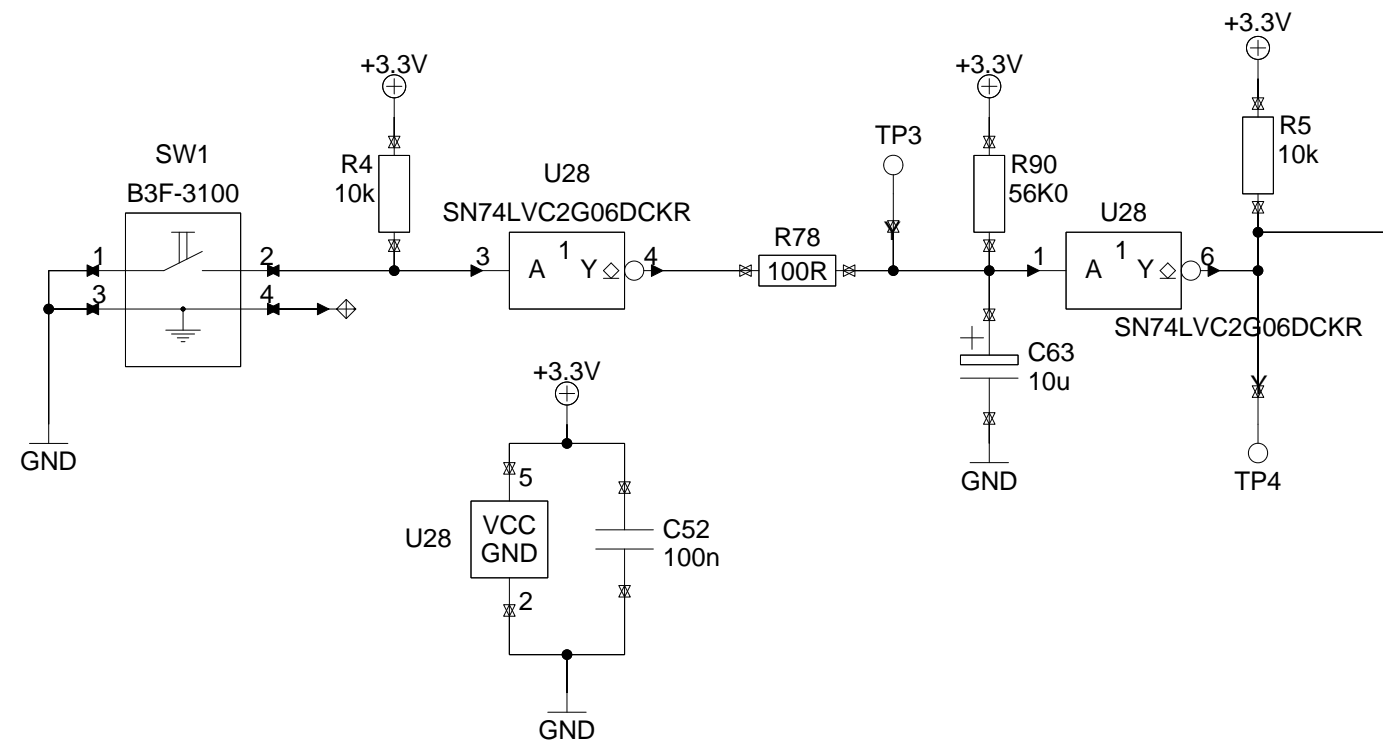 +3.3V
+3.3V
+3.3V
TP3
SW1
B3F-3100
R4
10k
U28
SN74LVC2G06DCKR
R78
100R
R90
56K0
R5
10k
U28
1
2
3
4
3
A 1 Y
4
1
A 1 Y
6
SN74LVC2G06DCKR
C63
10u
+3.3V
GND
GND
TP4
5
U28
VCC
GND
C52
100n
2
GND